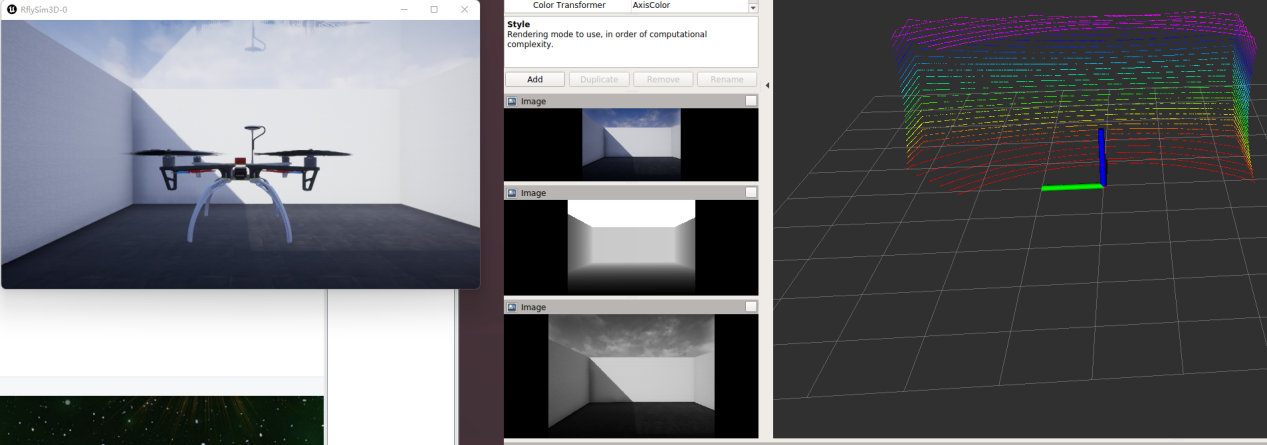 RflySim3D-0
Color Transformer AxisColor
Style
Rendering mode to use, in order of computational
complexity.
Add Duplicate Remove Rename
Image
Image
Image